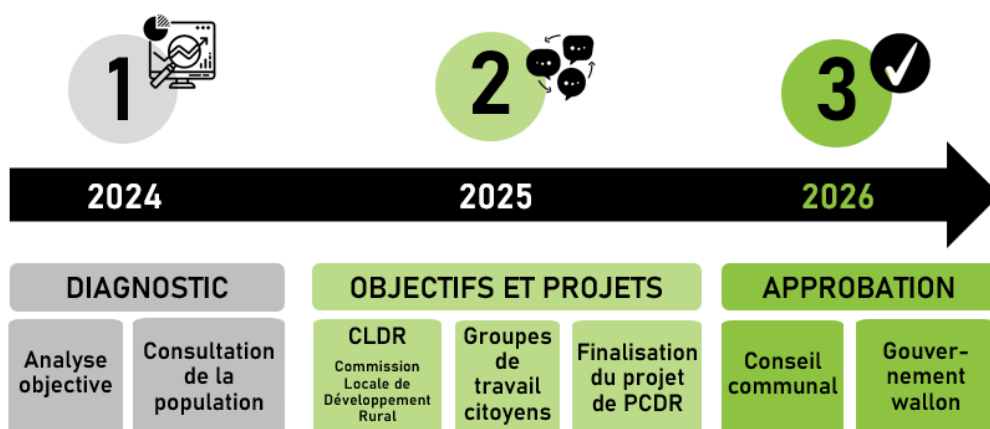 1
2
3
2024
2025
2026
DIAGNOSTIC
Analyse
objective
Consultation
de la
population
OBJECTIFS ET PROJETS
CLDR
Commission
Locale de
Développement
Rural
Groupes
de
travail
citoyens
Finalisation
du projet
de PCDR
APPROBATION
Conseil
communal
Gouver-
nement
wallon